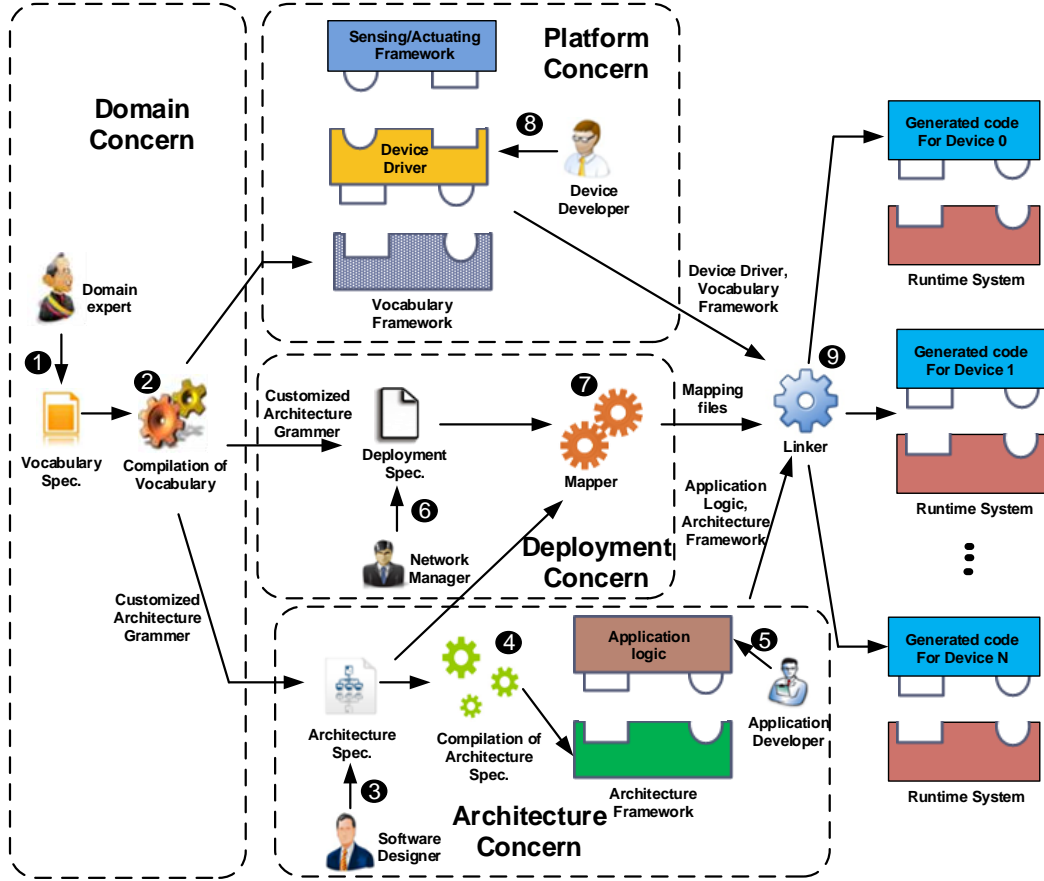 Domain
Concern
Domain
expert
1
Vocabulary
Spec.
2
Compilation of
Vocabulary
Platform
Concern
Sensing/Actuating
Framework
Device
Driver
8
Device
Developer
Vocabulary
Framework
Device Driver,
Vocabulary
Framework
Customized
Architecture
Grammer
Deployment
Spec.
6
Network
Manager
7
Mapper
Deployment
Concern
Mapping
files
9
Linker
Application
Logic,
Architecture
Framework
Customized
Architecture
Grammer
Architecture
Spec.
3
Software
Designer
4
Compilation of
Architecture
Spec.
Application
logic
5
Application
Developer
Architecture
Framework
Architecture
Concern
Generated code
For Device 0
Runtime System
Generated code
For Device 1
Runtime System
Generated code
For Device N
Runtime System